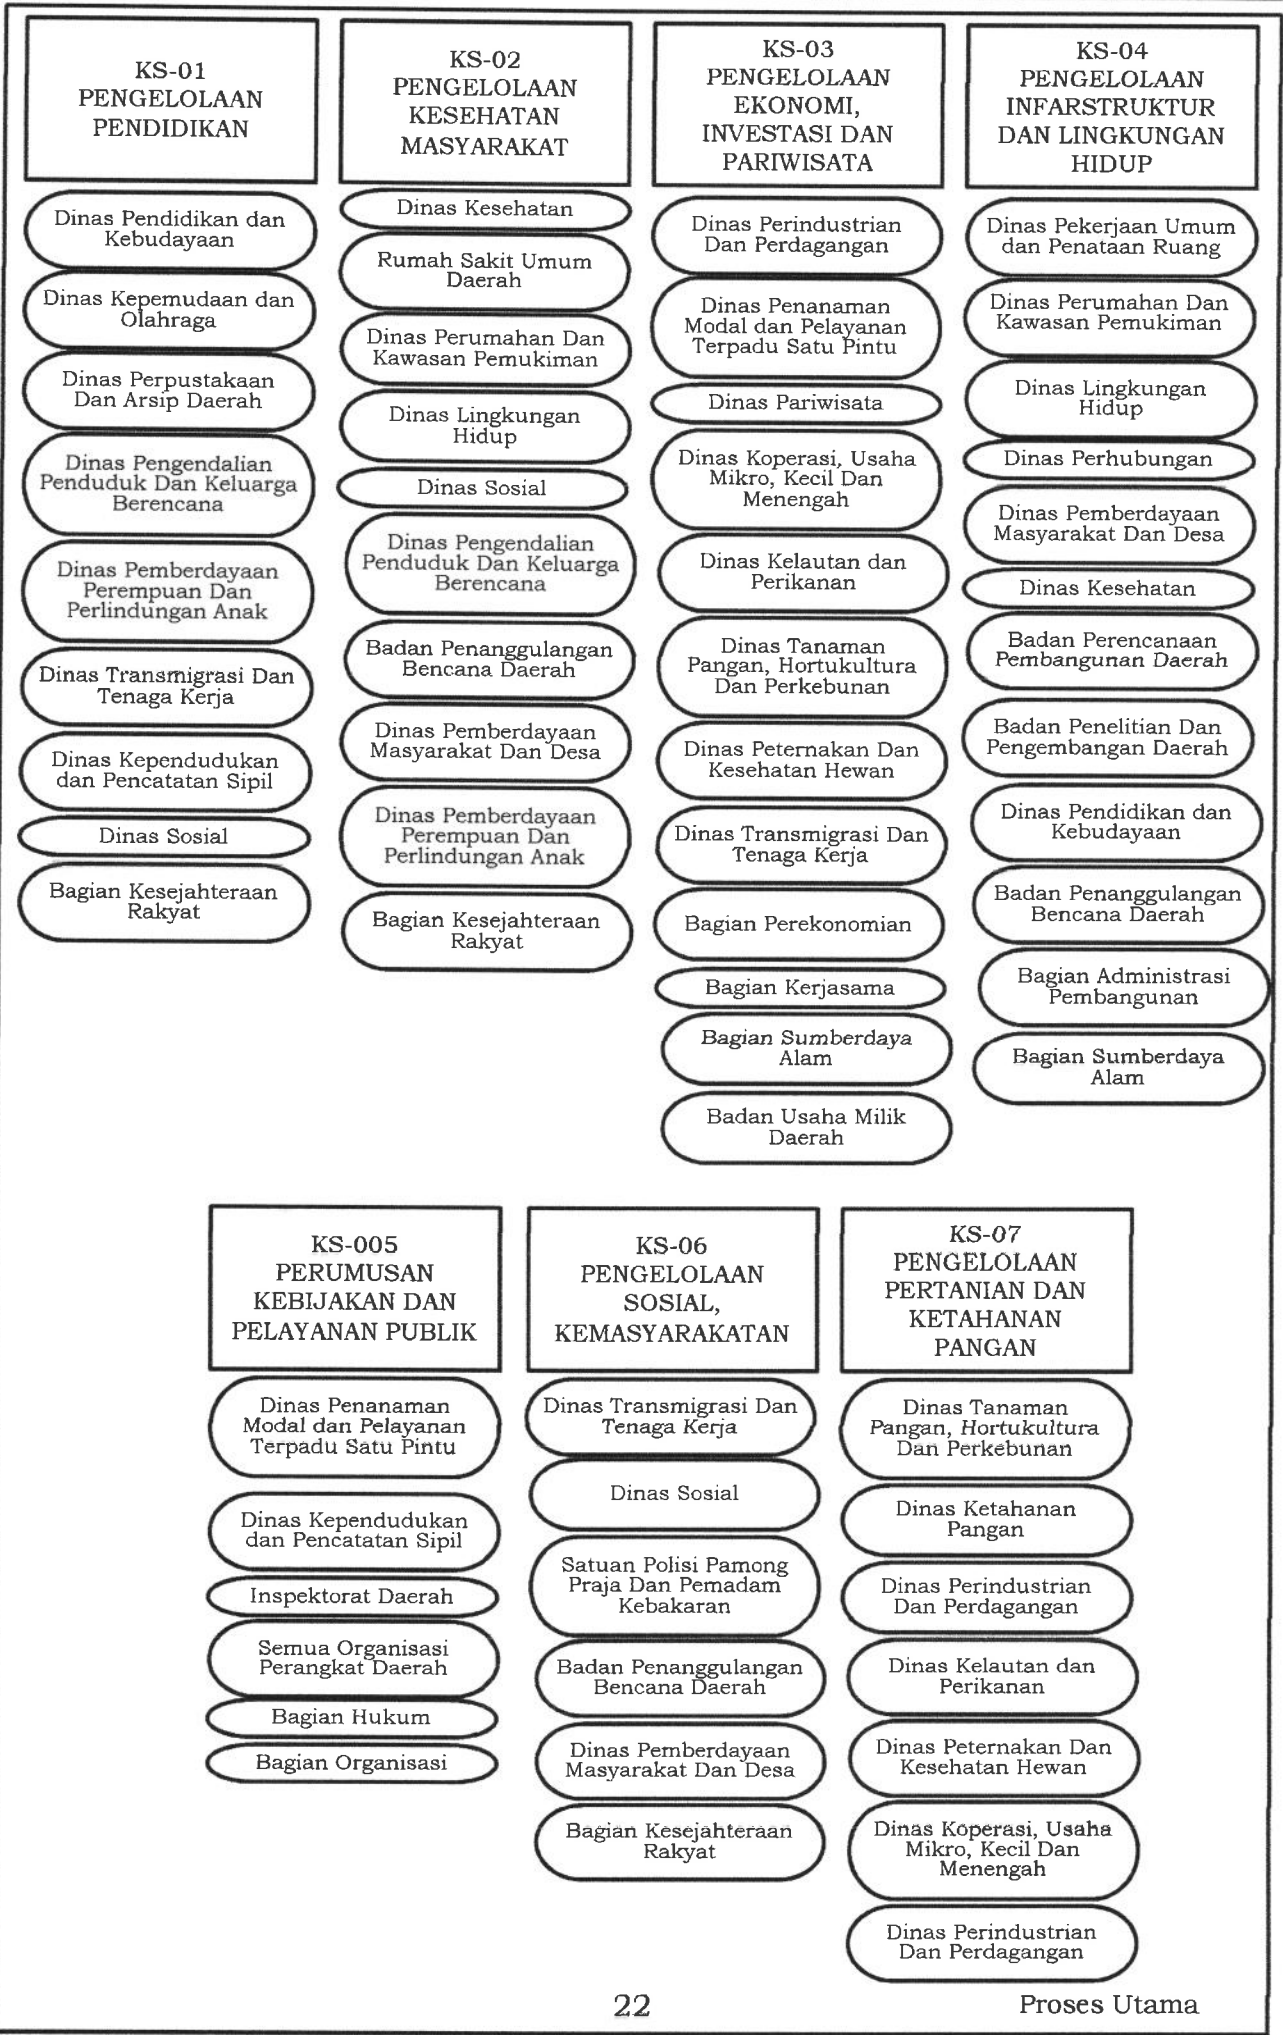 KS-01
PENGELOLAAN
PENDIDIKAN
Dinas Pendidikan dan
Kebudayaan
Dinas Kepemudaan dan
Olahraga
Dinas Perpustakaan
Dan Arsip Daerah
Dinas Pengendalian
Penduduk Dan Keluarga
Berencana
Dinas Pemberdayaan
Perempuan Dan
Perlindungan Anak
Dinas Transmigrasi Dan
Tenaga Kerja
Dinas Kependudukan
dan Pencatatan Sipil
Dinas Sosial
Bagian Kesejahteraan
Rakyat
KS-02
PENGELOLAAN
KESEHATAN
MASYARAKAT
Dinas Kesehatan
Rumah Sakit Umum
Daerah
Dinas Perumahan Dan
Kawasan Pemukiman
Dinas Lingkungan
Hidup
Dinas Sosial
Dinas Pengendalian
Penduduk Dan Keluarga
Berencana
Badan Penanggulangan
Bencana Daerah
Dinas Pemberdayaan
Masyarakat Dan Desa
Dinas Pemberdayaan
Perempuan Dan
Perlindungan Anak
Bagian Kesejahteraan
Rakyat
KS-03
PENGELOLAAN
EKONOMI,
INVESTASI DAN
PARIWISATA
Dinas Perindustrian
Dan Perdagangan
Dinas Penanaman
Modal dan Pelayanan
Terpadu Satu Pintu
Dinas Pariwisata
Dinas Koperasi, Usaha
Mikro, Kecil Dan
Menengah
Dinas Kelautan dan
Perikanan
Dinas Tanaman
Pangan, Hortukultura
Dan Perkebunan
Dinas Peternakan Dan
Kesehatan Hewan
Dinas Transmigrasi Dan
Tenaga Kerja
Bagian Perekonomian
Bagian Kerjasama
Bagian Sumberdaya
Alam
Badan Usaha Milik
Daerah
KS-04
PENGELOLAAN
INFARSTRUKTUR
DAN LINGKUNGAN
HIDUP
Dinas Pekerjaan Umum
dan Penataan Ruang
Dinas Perumahan Dan
Kawasan Pemukiman
Dinas Lingkungan
Hidup
Dinas Perhubungan
Dinas Pemberdayaan
Masyarakat Dan Desa
Dinas Kesehatan
Badan Perencanaan
Pembangunan Daerah
Badan Penelitian Dan
Pengembangan Daerah
Dinas Pendidikan dan
Kebudayaan
Badan Penanggulangan
Bencana Daerah
Bagian Administrasi
Pembangunan
Bagian Sumberdaya
Alam
KS-005
PERUMUSAN
KEBIJAKAN DAN
PELAYANAN PUBLIK
Dinas Penanaman
Modal dan Pelayanan
Terpadu Satu Pintu
Dinas Kependudukan
dan Pencatatan Sipil
Inspektorat Daerah
Semua Organisasi
Perangkat Daerah
Bagian Hukum
Bagian Organisasi
KS-06
PENGELOLAAN
SOSIAL,
KEMASYARAKATAN
Dinas Transmigrasi Dan
Tenaga Kerja
Dinas Sosial
Satuan Polisi Pamong
Praja Dan Pemadam
Kebakaran
Badan Penanggulangan
Bencana Daerah
Dinas Pemberdayaan
Masyarakat Dan Desa
Bagian Kesejahteraan
Rakyat
KS-07
PENGELOLAAN
PERTANIAN DAN
KETAHANAN
PANGAN
Dinas Tanaman
Pangan, Hortukultura
Dan Perkebunan
Dinas Ketahanan
Pangan
Dinas Perindustrian
Dan Perdagangan
Dinas Kelautan dan
Perikanan
Dinas Peternakan Dan
Kesehatan Hewan
Dinas Koperasi, Usaha
Mikro, Kecil Dan
Menengah
Dinas Perindustrian
Dan Perdagangan
22
Proses Utama